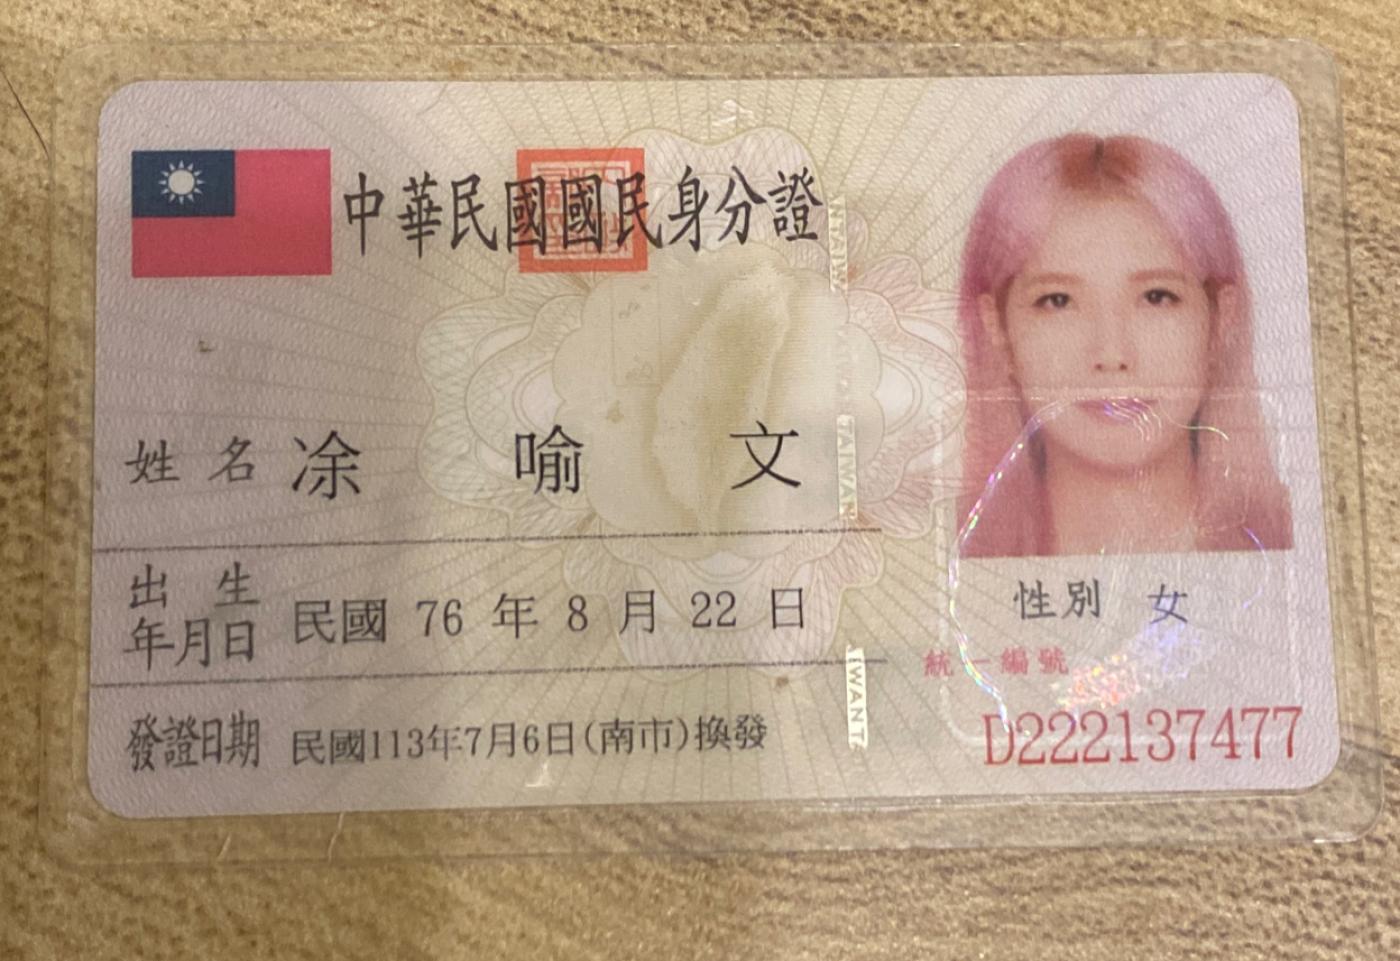 中華民國國民身分證
姓名 凃 喻 文
出生年月日 民國 76 年 8 月 22 日
發證日期 民國113年7月6日(南市)換發
性別 女
統一編號
D222137477
TAIWAN